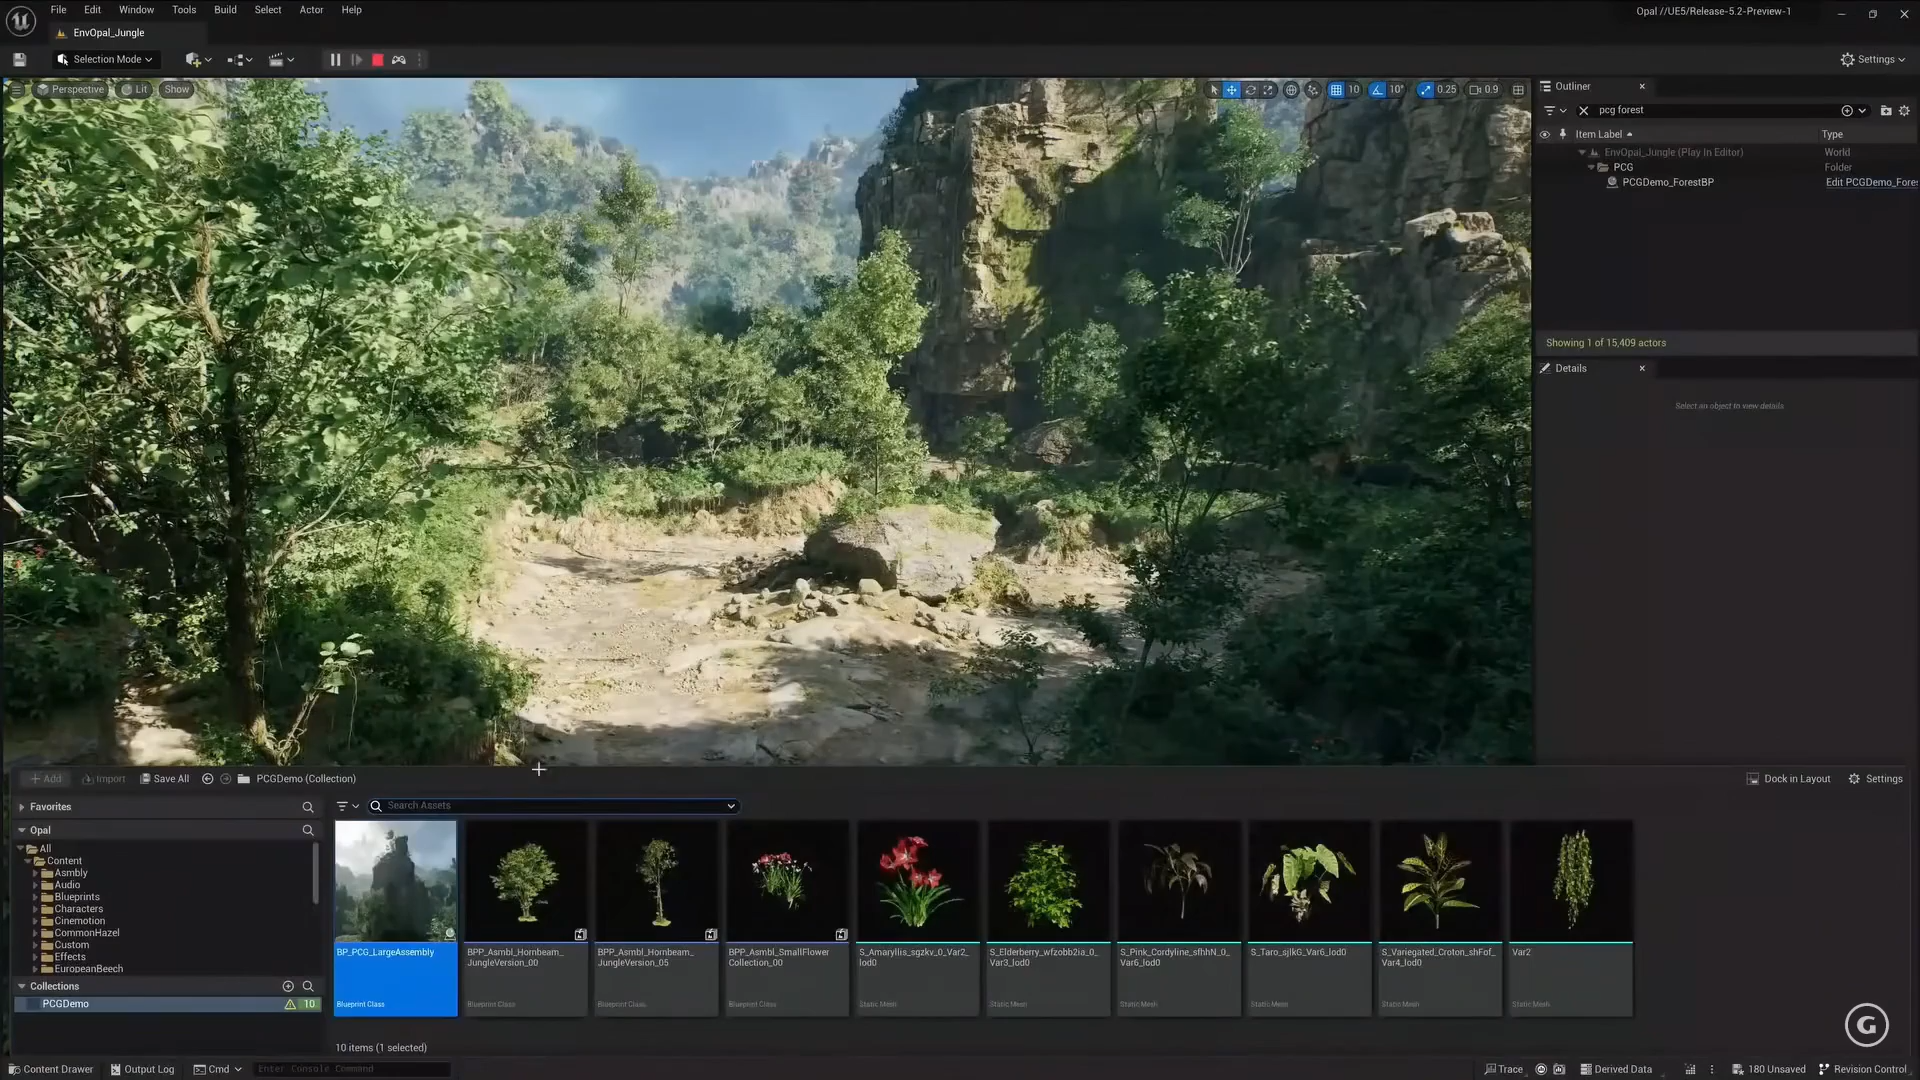 File Edit Window Tools Build Select Actor Help
Opal //UE5/Release-5.2-Preview-1
EnvOpal_Jungle
Selection Mode
Settings
Perspective Lit Show
10 10° 0.25 0.9
Outliner
pcg forest
Item Label Type
EnvOpal_Jungle (Play In Editor) World
PCG Folder
PCGDemo_ForestBP Edit PCGDemo_Fores
Showing 1 of 15,409 actors
Details
Select an object to view details
Add Import Save All PCGDemo (Collection)
Dock in Layout Settings
Favorites
Search Assets
Opal
All
Content
Asmbly
Audio
Blueprints
Characters
Cinemotion
CommonHazel
Custom
Effects
EuropeanBeech
Collections
PCGDemo 10
BP_PCG_LargeAssembly
Blueprint Class
BPP_Asmbl_Hornbeam_
JungleVersion_00
Blueprint Class
BPP_Asmbl_Hornbeam_
JungleVersion_05
Blueprint Class
BPP_Asmbl_SmallFlower
Collection_00
Blueprint Class
S_Amaryllis_sgzkv_0_Var2_
lod0
Static Mesh
S_Elderberry_wfzobb2ia_0_
Var3_lod0
Static Mesh
S_Pink_Cordyline_sfhhN_0_
Var6_lod0
Static Mesh
S_Taro_sjlkG_Var6_lod0
Static Mesh
S_Variegated_Croton_shFof_
Var4_lod0
Static Mesh
Var2
Static Mesh
10 items (1 selected)
G
Content Drawer Output Log Cmd Enter Console Command
Trace Derived Data 180 Unsaved Revision Control